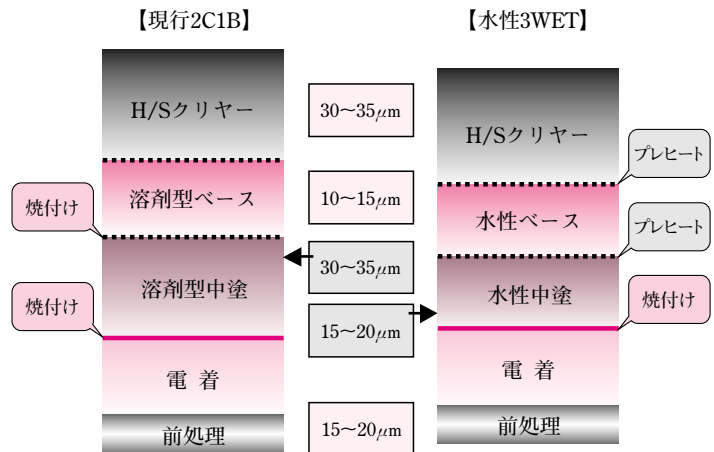 【現行2C1B】
【水性3WET】
H/Sクリヤー
30〜35μm
H/Sクリヤー
プレヒート
溶剤型ベース
10〜15μm
水性ベース
焼付け
プレヒート
30〜35μm
溶剤型中塗
水性中塗
焼付け
15〜20μm
焼付け
電 着
電 着
前処理
15〜20μm
前処理